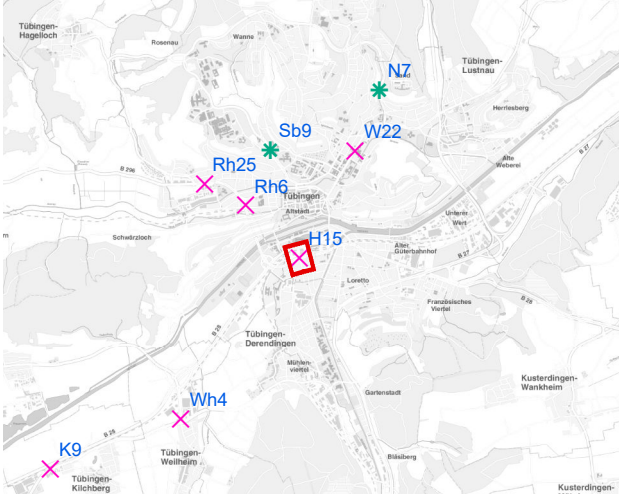 Tübingen-
Hagelloch
Rosenau
Wanne
Tübingen-
Lustnau
N7
Sand
Herrlesberg
Sb9
W22
B 27
Alte
Weberei
B 296
Rh25
Rh6
Tübingen
Altstadt
Unterer
Wert
Schwärzloch
H15
Alter
Güterbahnhof
B 27
Loretto
B 28
Französisches
Viertel
B 28
Tübingen-
Derendingen
Mühlen-
viertel
Kusterdingen-
Wankheim
Gartenstadt
Wh4
B 28
K9
Tübingen-
Weilheim
Bläsiberg
Tübingen-
Kilchberg
Kusterdingen-